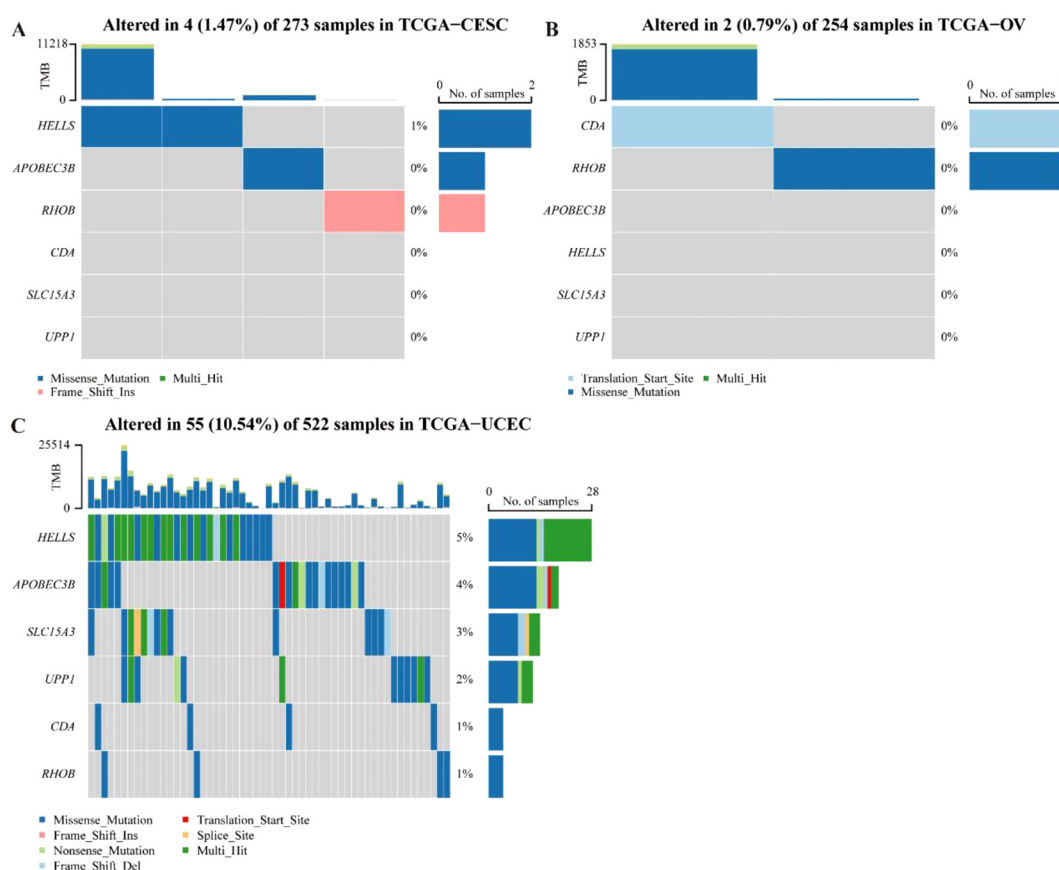 A
Altered in 4 (1.47%) of 273 samples in TCGA−CESC
11218
TMB
0
0
2
No. of samples
HELLS
1%
APOBEC3B
0%
RHOB
0%
CDA
0%
SLC15A3
0%
UPP1
0%
Missense_Mutation
Multi_Hit
Frame_Shift_Ins
B
Altered in 2 (0.79%) of 254 samples in TCGA−OV
1853
TMB
0
0
No. of samples
CDA
0%
RHOB
0%
APOBEC3B
0%
HELLS
0%
SLC15A3
0%
UPP1
0%
Translation_Start_Site
Multi_Hit
Missense_Mutation
C
Altered in 55 (10.54%) of 522 samples in TCGA−UCEC
25514
TMB
0
0
28
No. of samples
HELLS
5%
APOBEC3B
4%
SLC15A3
3%
UPP1
2%
CDA
1%
RHOB
1%
Missense_Mutation
Translation_Start_Site
Frame_Shift_Ins
Splice_Site
Nonsense_Mutation
Multi_Hit
Frame_Shift_Del